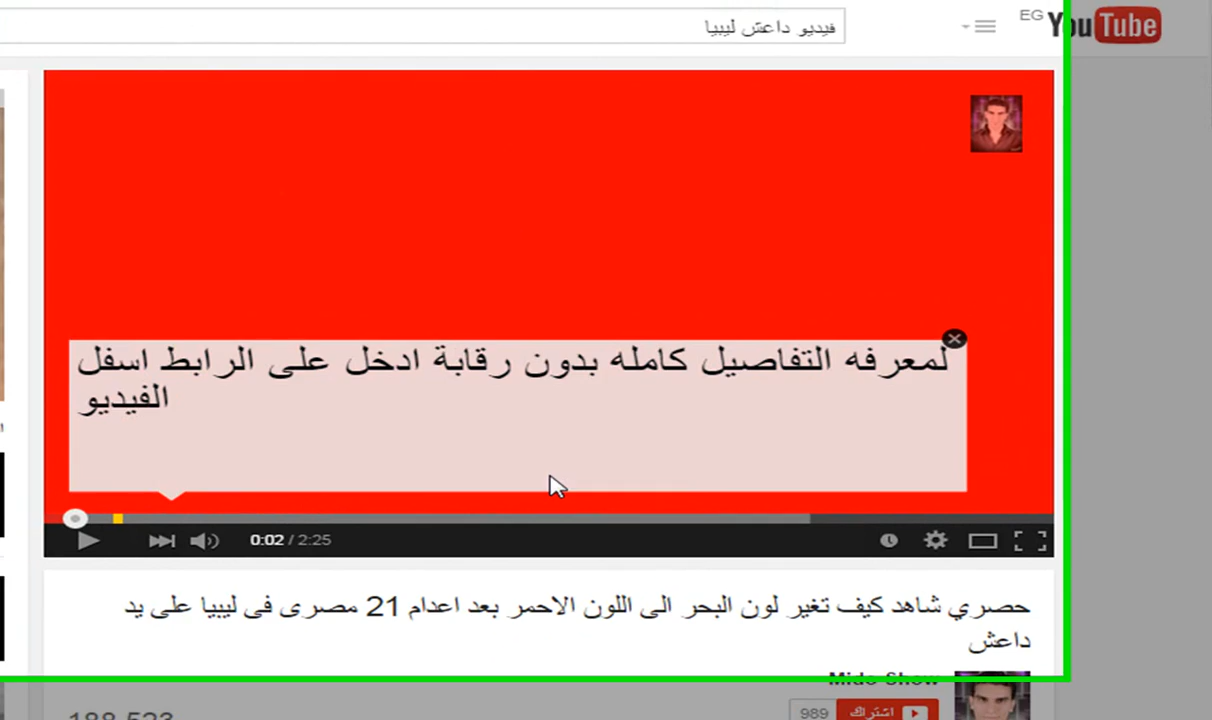 EG
YouTube
فيديو داعش ليبيا
لمعرفه التفاصيل كامله بدون رقابة ادخل على الرابط اسفل
الفيديو
0:02 / 2:25
حصري شاهد كيف تغير لون البحر الى اللون الاحمر بعد اعدام 21 مصرى فى ليبيا على يد
داعش
Mido Show
اشتراك
989
188,523